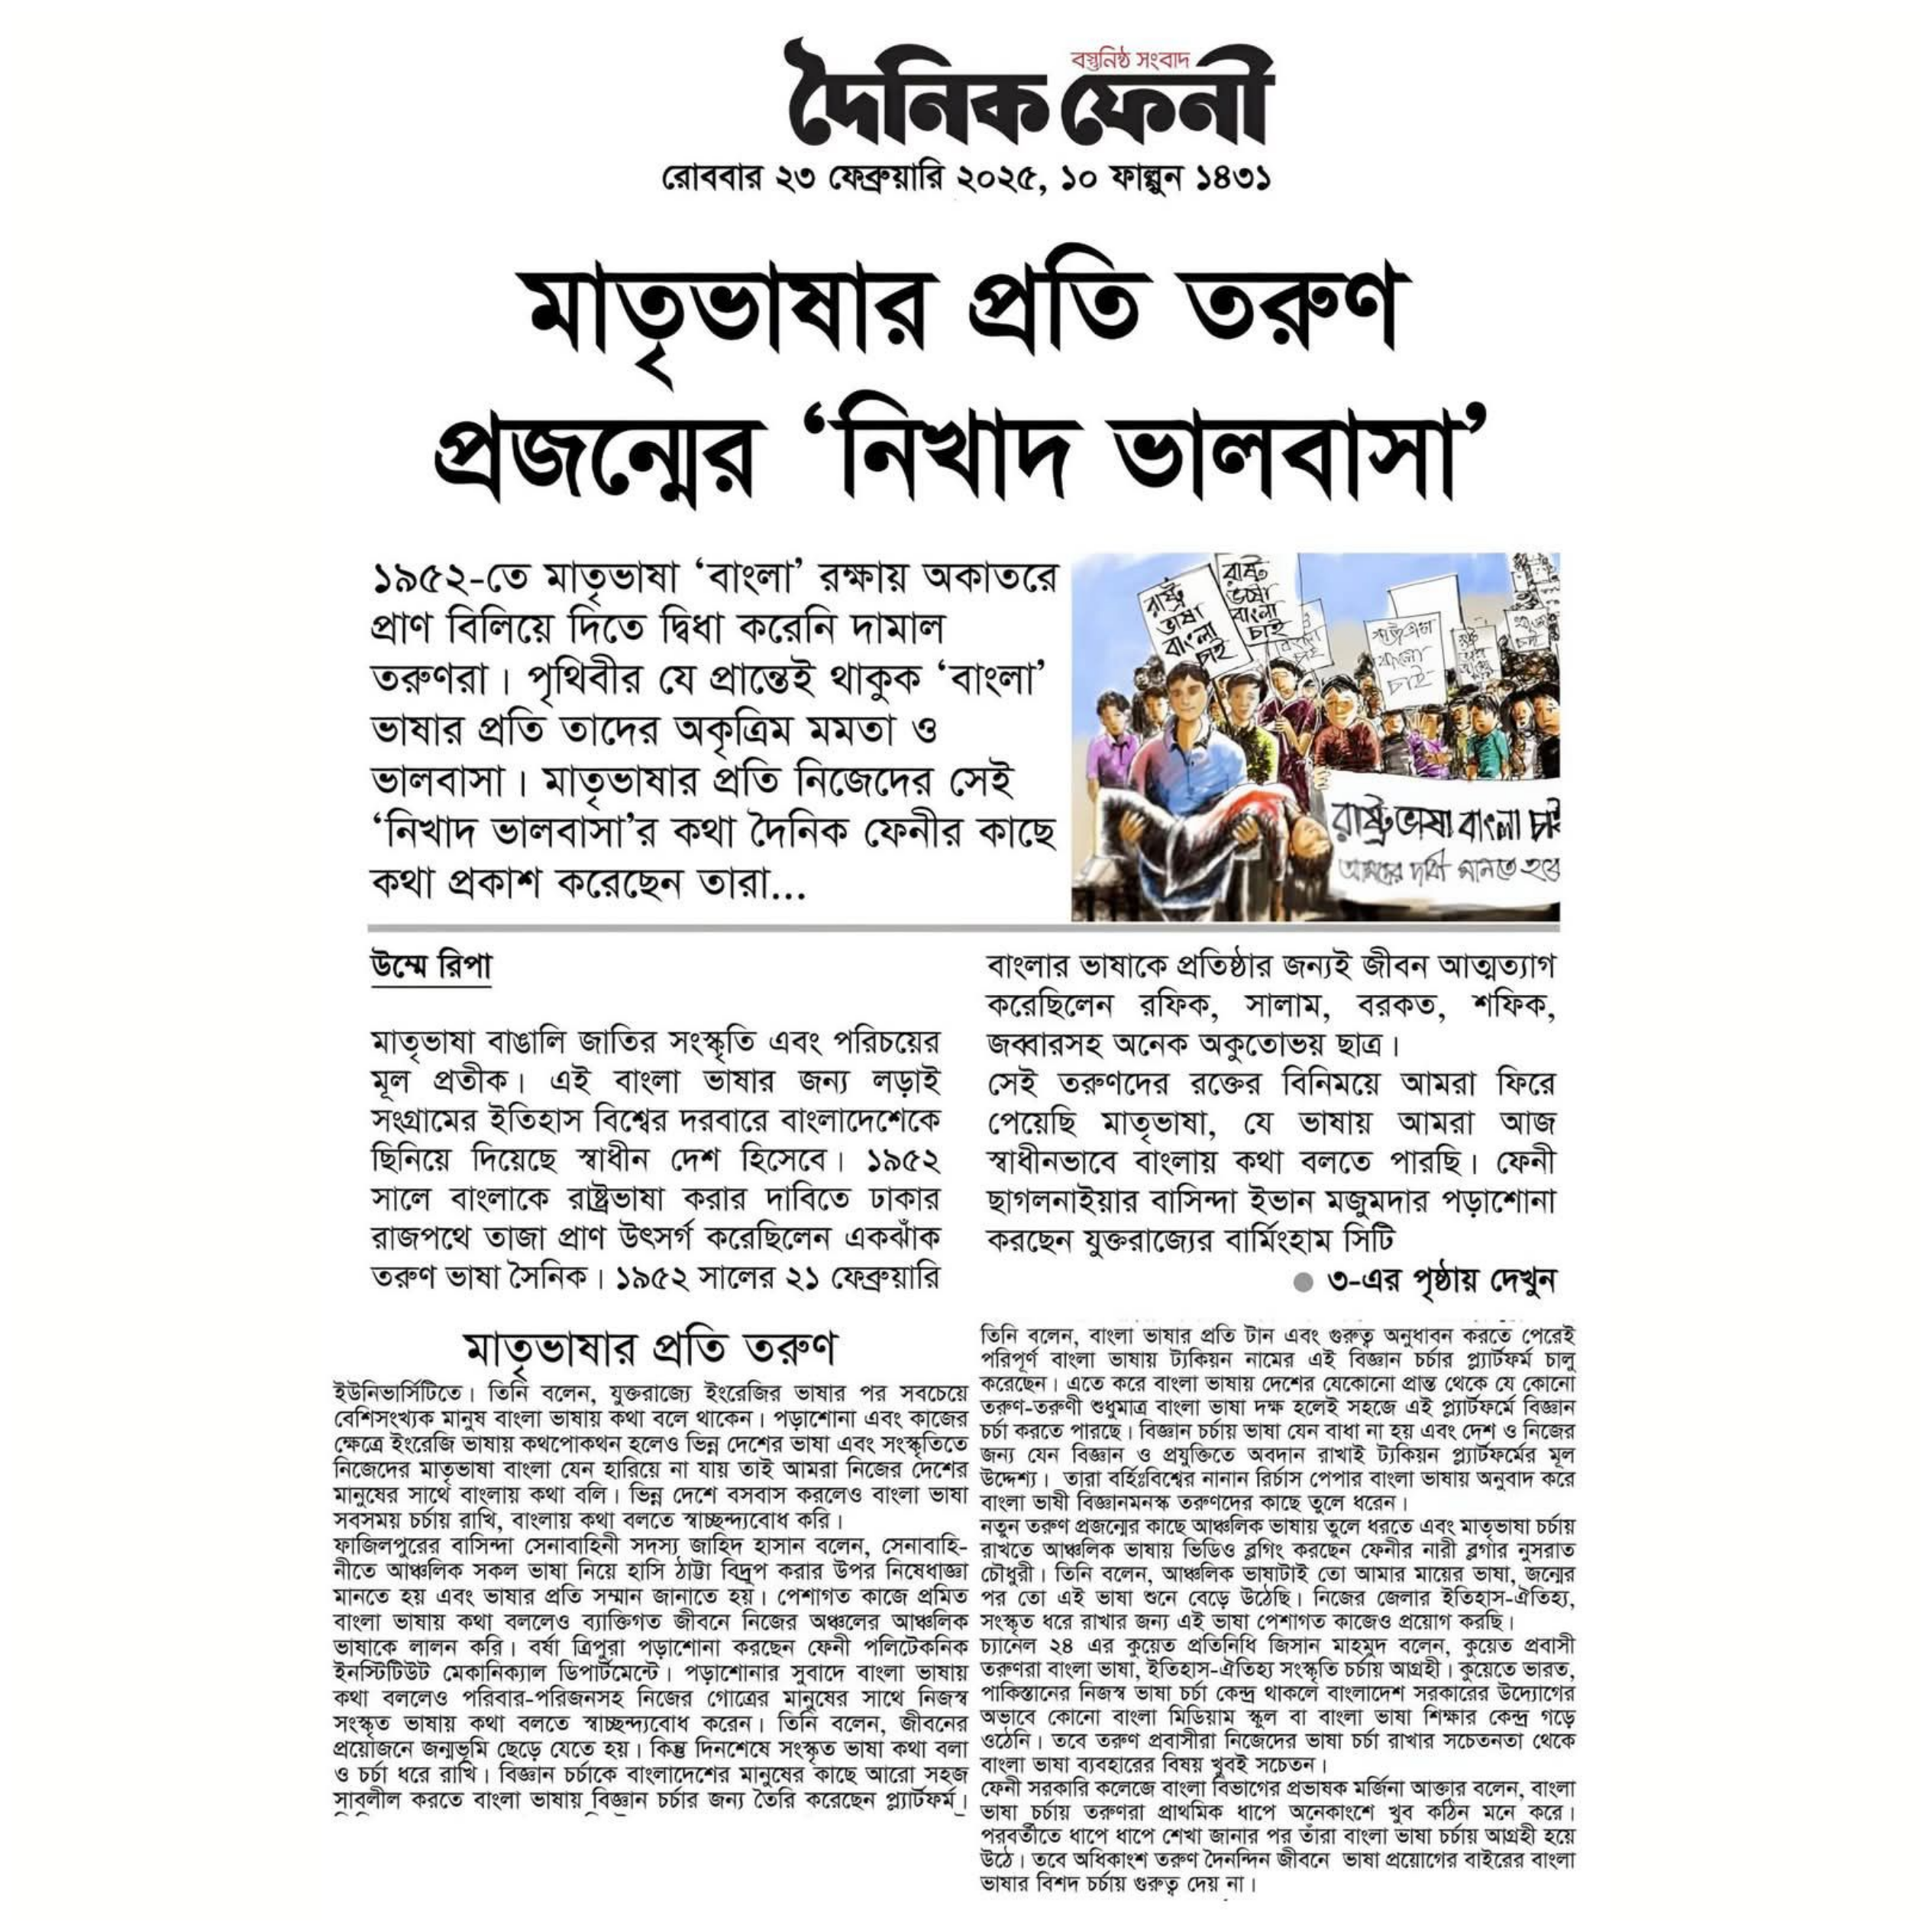 বস্তুনিষ্ঠ সংবাদ
দৈনিক ফেনী
রোববার ২৩ ফেব্রুয়ারি ২০২৫, ১০ ফাল্গুন ১৪৩১
মাতৃভাষার প্রতি তরুণ
প্রজন্মের ‘নিখাদ ভালবাসা’
১৯৫২-তে মাতৃভাষা ‘বাংলা’ রক্ষায় অকাতরে
প্রাণ বিলিয়ে দিতে দ্বিধা করেনি দামাল
তরুণরা। পৃথিবীর যে প্রান্তেই থাকুক ‘বাংলা’
ভাষার প্রতি তাদের অকৃত্রিম মমতা ও
ভালবাসা। মাতৃভাষার প্রতি নিজেদের সেই
‘নিখাদ ভালবাসা’র কথা দৈনিক ফেনীর কাছে
কথা প্রকাশ করেছেন তারা...
রাষ্ট্র
ভাষা
বাংলা
চাই
রাষ্ট্র
ভাষা
বাংলা
চাই
বাংলা
চাই
রাষ্ট্রভাষা বাংলা চাই
আমাদের দাবী মানতে হবে
উম্মে রিপা
মাতৃভাষা বাঙালি জাতির সংস্কৃতি এবং পরিচয়ের
মূল প্রতীক। এই বাংলা ভাষার জন্য লড়াই
সংগ্রামের ইতিহাস বিশ্বের দরবারে বাংলাদেশেকে
ছিনিয়ে দিয়েছে স্বাধীন দেশ হিসেবে। ১৯৫২
সালে বাংলাকে রাষ্ট্রভাষা করার দাবিতে ঢাকার
রাজপথে তাজা প্রাণ উৎসর্গ করেছিলেন একঝাঁক
তরুণ ভাষা সৈনিক। ১৯৫২ সালের ২১ ফেব্রুয়ারি
বাংলার ভাষাকে প্রতিষ্ঠার জন্যই জীবন আত্মত্যাগ
করেছিলেন রফিক, সালাম, বরকত, শফিক,
জব্বারসহ অনেক অকুতোভয় ছাত্র।
সেই তরুণদের রক্তের বিনিময়ে আমরা ফিরে
পেয়েছি মাতৃভাষা, যে ভাষায় আমরা আজ
স্বাধীনভাবে বাংলায় কথা বলতে পারছি। ফেনী
ছাগলনাইয়ার বাসিন্দা ইভান মজুমদার পড়াশোনা
করছেন যুক্তরাজ্যের বার্মিংহাম সিটি
● ৩-এর পৃষ্ঠায় দেখুন
মাতৃভাষার প্রতি তরুণ
ইউনিভার্সিটিতে। তিনি বলেন, যুক্তরাজ্যে ইংরেজির ভাষার পর সবচেয়ে
বেশিসংখ্যক মানুষ বাংলা ভাষায় কথা বলে থাকেন। পড়াশোনা এবং কাজের
ক্ষেত্রে ইংরেজি ভাষায় কথপোকথন হলেও ভিন্ন দেশের ভাষা এবং সংস্কৃতিতে
নিজেদের মাতৃভাষা বাংলা যেন হারিয়ে না যায় তাই আমরা নিজের দেশের
মানুষের সাথে বাংলায় কথা বলি। ভিন্ন দেশে বসবাস করলেও বাংলা ভাষা
সবসময় চর্চায় রাখি, বাংলায় কথা বলতে স্বাচ্ছন্দ্যবোধ করি।
ফাজিলপুরের বাসিন্দা সেনাবাহিনী সদস্য জাহিদ হাসান বলেন, সেনাবাহি-
নীতে আঞ্চলিক সকল ভাষা নিয়ে হাসি ঠাট্টা বিদ্রুপ করার উপর নিষেধাজ্ঞা
মানতে হয় এবং ভাষার প্রতি সম্মান জানাতে হয়। পেশাগত কাজে প্রমিত
বাংলা ভাষায় কথা বললেও ব্যাক্তিগত জীবনে নিজের অঞ্চলের আঞ্চলিক
ভাষাকে লালন করি। বর্ষা ত্রিপুরা পড়াশোনা করছেন ফেনী পলিটেকনিক
ইনস্টিটিউট মেকানিক্যাল ডিপার্টমেন্টে। পড়াশোনার সুবাদে বাংলা ভাষায়
কথা বললেও পরিবার-পরিজনসহ নিজের গোত্রের মানুষের সাথে নিজস্ব
সংস্কৃত ভাষায় কথা বলতে স্বাচ্ছন্দ্যবোধ করেন। তিনি বলেন, জীবনের
প্রয়োজনে জন্মভূমি ছেড়ে যেতে হয়। কিন্তু দিনশেষে সংস্কৃত ভাষা কথা বলা
ও চর্চা ধরে রাখি। বিজ্ঞান চর্চাকে বাংলাদেশের মানুষের কাছে আরো সহজ
সাবলীল করতে বাংলা ভাষায় বিজ্ঞান চর্চার জন্য তৈরি করেছেন প্ল্যার্টফর্ম।
তিনি বলেন, বাংলা ভাষার প্রতি টান এবং গুরুত্ব অনুধাবন করতে পেরেই
পরিপূর্ণ বাংলা ভাষায় ট্যকিয়ন নামের এই বিজ্ঞান চর্চার প্ল্যার্টফর্ম চালু
করেছেন। এতে করে বাংলা ভাষায় দেশের যেকোনো প্রান্ত থেকে যে কোনো
তরুণ-তরুণী শুধুমাত্র বাংলা ভাষা দক্ষ হলেই সহজে এই প্ল্যার্টফর্মে বিজ্ঞান
চর্চা করতে পারছে। বিজ্ঞান চর্চায় ভাষা যেন বাধা না হয় এবং দেশ ও নিজের
জন্য যেন বিজ্ঞান ও প্রযুক্তিতে অবদান রাখাই ট্যকিয়ন প্ল্যার্টফর্মের মূল
উদ্দেশ্য। তারা বর্হিঃবিশ্বের নানান রির্চাস পেপার বাংলা ভাষায় অনুবাদ করে
বাংলা ভাষী বিজ্ঞানমনস্ক তরুণদের কাছে তুলে ধরেন।
নতুন তরুণ প্রজন্মের কাছে আঞ্চলিক ভাষায় তুলে ধরতে এবং মাতৃভাষা চর্চায়
রাখতে আঞ্চলিক ভাষায় ভিডিও ব্লগিং করছেন ফেনীর নারী ব্লগার নুসরাত
চৌধুরী। তিনি বলেন, আঞ্চলিক ভাষাটাই তো আমার মায়ের ভাষা, জন্মের
পর তো এই ভাষা শুনে বেড়ে উঠেছি। নিজের জেলার ইতিহাস-ঐতিহ্য,
সংস্কৃত ধরে রাখার জন্য এই ভাষা পেশাগত কাজেও প্রয়োগ করছি।
চ্যানেল ২৪ এর কুয়েত প্রতিনিধি জিসান মাহমুদ বলেন, কুয়েত প্রবাসী
তরুণরা বাংলা ভাষা, ইতিহাস-ঐতিহ্য সংস্কৃতি চর্চায় আগ্রহী। কুয়েতে ভারত,
পাকিস্তানের নিজস্ব ভাষা চর্চা কেন্দ্র থাকলে বাংলাদেশ সরকারের উদ্যোগের
অভাবে কোনো বাংলা মিডিয়াম স্কুল বা বাংলা ভাষা শিক্ষার কেন্দ্র গড়ে
ওঠেনি। তবে তরুণ প্রবাসীরা নিজেদের ভাষা চর্চা রাখার সচেতনতা থেকে
বাংলা ভাষা ব্যবহারের বিষয় খুবই সচেতন।
ফেনী সরকারি কলেজে বাংলা বিভাগের প্রভাষক মর্জিনা আক্তার বলেন, বাংলা
ভাষা চর্চায় তরুণরা প্রাথমিক ধাপে অনেকাংশে খুব কঠিন মনে করে।
পরবর্তীতে ধাপে ধাপে শেখা জানার পর তাঁরা বাংলা ভাষা চর্চায় আগ্রহী হয়ে
উঠে। তবে অধিকাংশ তরুণ দৈনন্দিন জীবনে ভাষা প্রয়োগের বাইরের বাংলা
ভাষার বিশদ চর্চায় গুরুত্ব দেয় না।